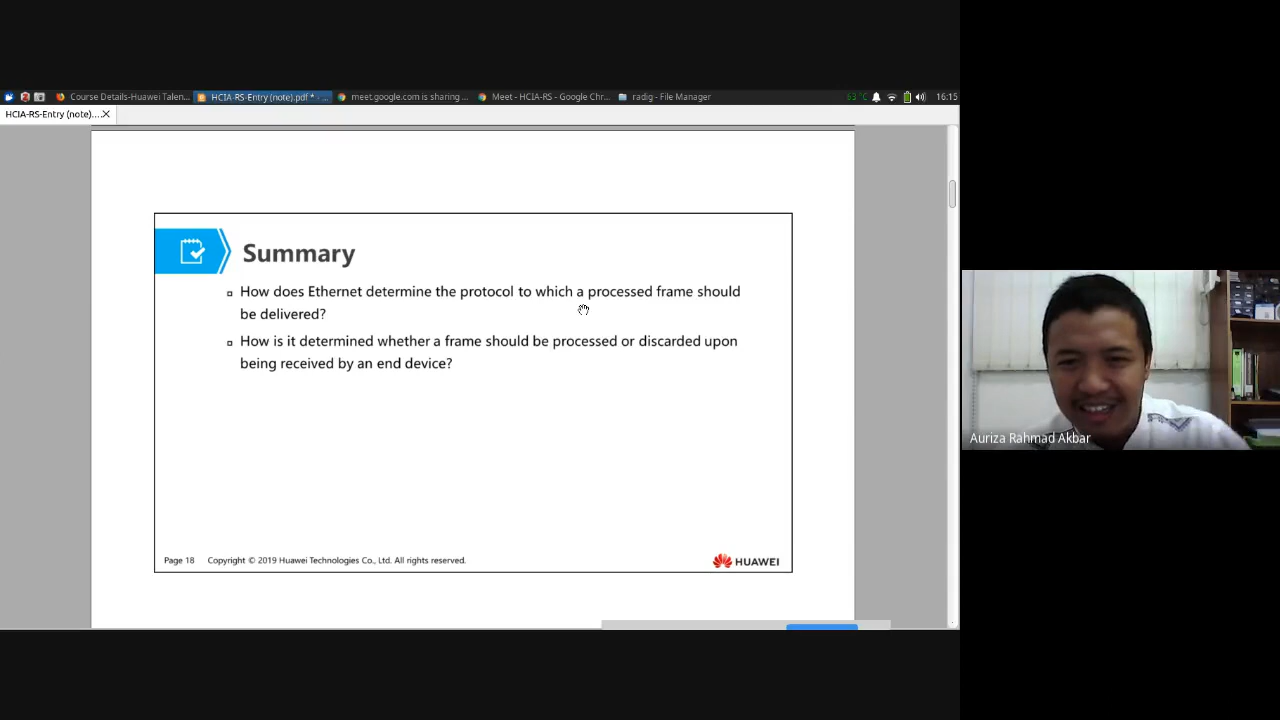 Course Details-Huawei Talen...
HCIA-RS-Entry (note).pdf * - ...
meet.google.com is sharing ...
Meet - HCIA-RS - Google Chr...
radig - File Manager
63 °C
16:15
HCIA-RS-Entry (note)....
Summary
How does Ethernet determine the protocol to which a processed frame should
be delivered?
How is it determined whether a frame should be processed or discarded upon
being received by an end device?
Page 18
Copyright © 2019 Huawei Technologies Co., Ltd. All rights reserved.
HUAWEI
Auriza Rahmad Akbar